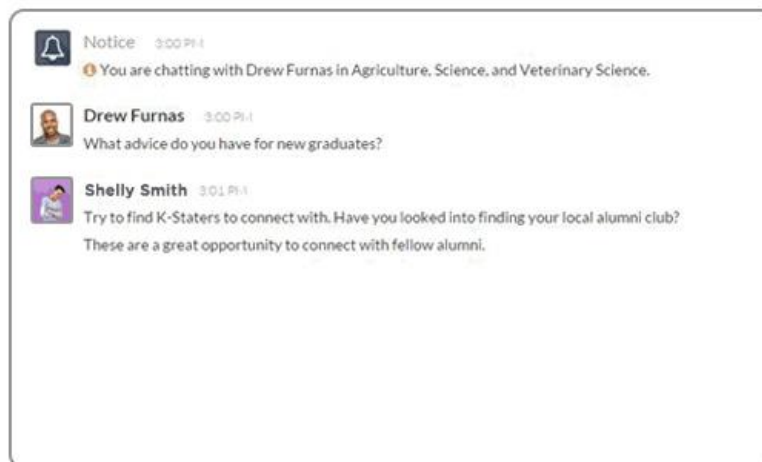 Notice 3:00 PM
You are chatting with Drew Furnas in Agriculture, Science, and Veterinary Science.
Drew Furnas 3:00 PM
What advice do you have for new graduates?
Shelly Smith 3:01 PM
Try to find K-Staters to connect with. Have you looked into finding your local alumni club?
These are a great opportunity to connect with fellow alumni.